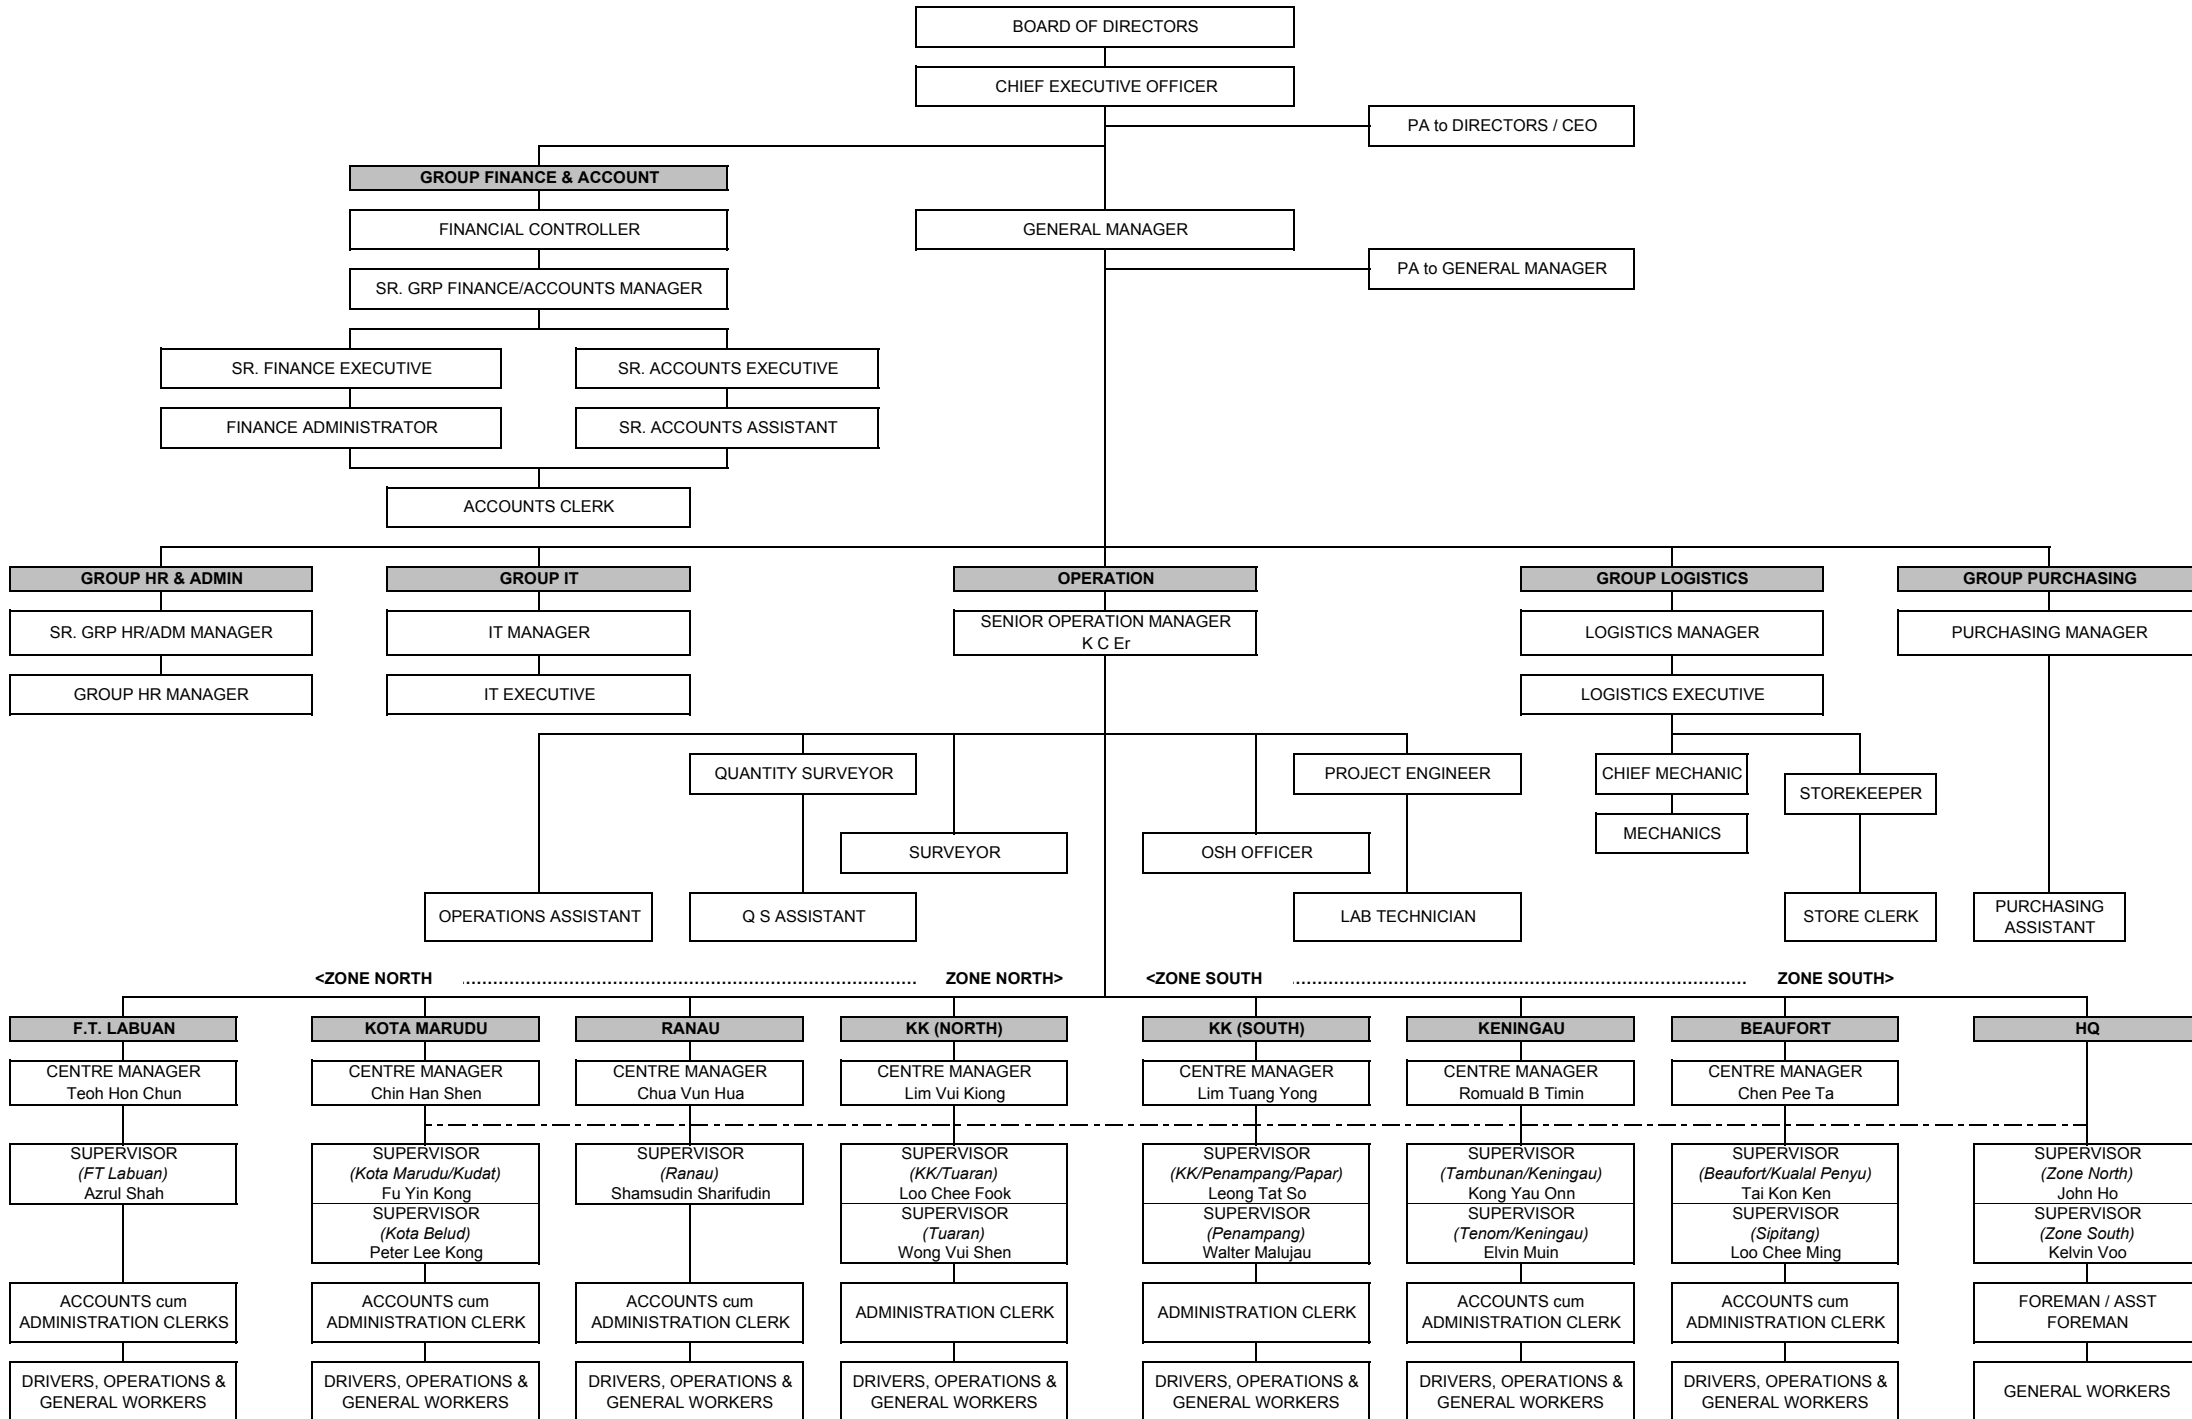 BOARD OF DIRECTORS
CHIEF EXECUTIVE OFFICER
PA to DIRECTORS / CEO
GROUP FINANCE & ACCOUNT
FINANCIAL CONTROLLER
GENERAL MANAGER
PA to GENERAL MANAGER
SR. GRP FINANCE/ACCOUNTS MANAGER
SR. FINANCE EXECUTIVE
SR. ACCOUNTS EXECUTIVE
FINANCE ADMINISTRATOR
SR. ACCOUNTS ASSISTANT
ACCOUNTS CLERK
GROUP HR & ADMIN
GROUP IT
OPERATION
GROUP LOGISTICS
GROUP PURCHASING
SR. GRP HR/ADM MANAGER
IT MANAGER
SENIOR OPERATION MANAGER
K C Er
LOGISTICS MANAGER
PURCHASING MANAGER
GROUP HR MANAGER
IT EXECUTIVE
LOGISTICS EXECUTIVE
QUANTITY SURVEYOR
PROJECT ENGINEER
CHIEF MECHANIC
STOREKEEPER
MECHANICS
SURVEYOR
OSH OFFICER
OPERATIONS ASSISTANT
Q S ASSISTANT
LAB TECHNICIAN
STORE CLERK
PURCHASING
ASSISTANT
<ZONE NORTH ........................................ ZONE NORTH>
<ZONE SOUTH ........................................ ZONE SOUTH>
F.T. LABUAN
KOTA MARUDU
RANAU
KK (NORTH)
KK (SOUTH)
KENINGAU
BEAUFORT
HQ
CENTRE MANAGER
Teoh Hon Chun
CENTRE MANAGER
Chin Han Shen
CENTRE MANAGER
Chua Vun Hua
CENTRE MANAGER
Lim Vui Kiong
CENTRE MANAGER
Lim Tuang Yong
CENTRE MANAGER
Romuald B Timin
CENTRE MANAGER
Chen Pee Ta
SUPERVISOR
(FT Labuan)
Azrul Shah
SUPERVISOR
(Kota Marudu/Kudat)
Fu Yin Kong
SUPERVISOR
(Kota Belud)
Peter Lee Kong
SUPERVISOR
(Ranau)
Shamsudin Sharifudin
SUPERVISOR
(KK/Tuaran)
Loo Chee Fook
SUPERVISOR
(Tuaran)
Wong Vui Shen
SUPERVISOR
(KK/Penampang/Papar)
Leong Tat So
SUPERVISOR
(Penampang)
Walter Malujau
SUPERVISOR
(Tambunan/Keningau)
Kong Yau Onn
SUPERVISOR
(Tenom/Keningau)
Elvin Muin
SUPERVISOR
(Beaufort/Kualal Penyu)
Tai Kon Ken
SUPERVISOR
(Sipitang)
Loo Chee Ming
SUPERVISOR
(Zone North)
John Ho
SUPERVISOR
(Zone South)
Kelvin Voo
ACCOUNTS cum
ADMINISTRATION CLERKS
ACCOUNTS cum
ADMINISTRATION CLERK
ACCOUNTS cum
ADMINISTRATION CLERK
ADMINISTRATION CLERK
ADMINISTRATION CLERK
ACCOUNTS cum
ADMINISTRATION CLERK
ACCOUNTS cum
ADMINISTRATION CLERK
FOREMAN / ASST
FOREMAN
DRIVERS, OPERATIONS &
GENERAL WORKERS
DRIVERS, OPERATIONS &
GENERAL WORKERS
DRIVERS, OPERATIONS &
GENERAL WORKERS
DRIVERS, OPERATIONS &
GENERAL WORKERS
DRIVERS, OPERATIONS &
GENERAL WORKERS
DRIVERS, OPERATIONS &
GENERAL WORKERS
DRIVERS, OPERATIONS &
GENERAL WORKERS
GENERAL WORKERS